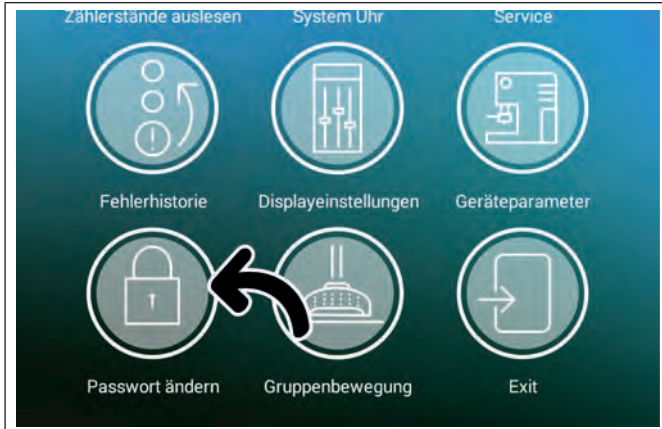 Zählerstände auslesen System Uhr Service
Fehlerhistorie Displayeinstellungen Geräteparameter
Passwort ändern Gruppenbewegung Exit